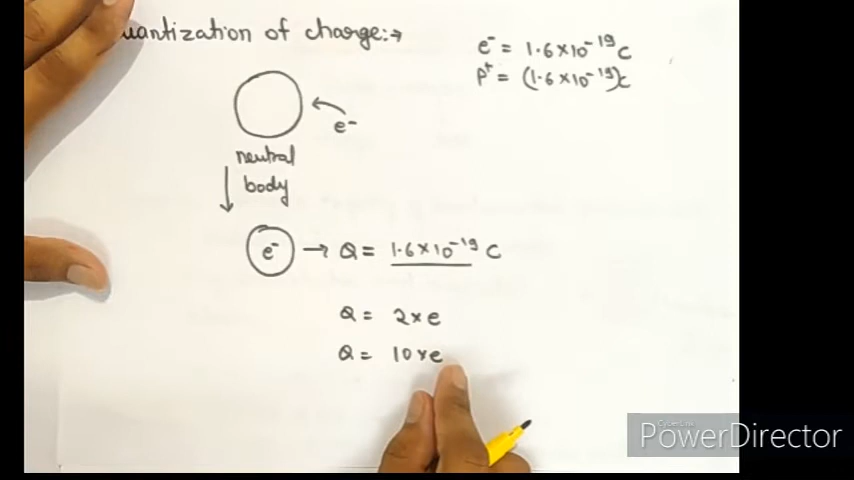 uantization of charge:→
e⁻ = 1.6×10⁻¹⁹ C
P⁺ = (1.6×10⁻¹⁹)C
e⁻
neutral
body
e⁻ → Q = 1.6×10⁻¹⁹ C
Q = 2×e
Q = 10×e
CyberLink
PowerDirector